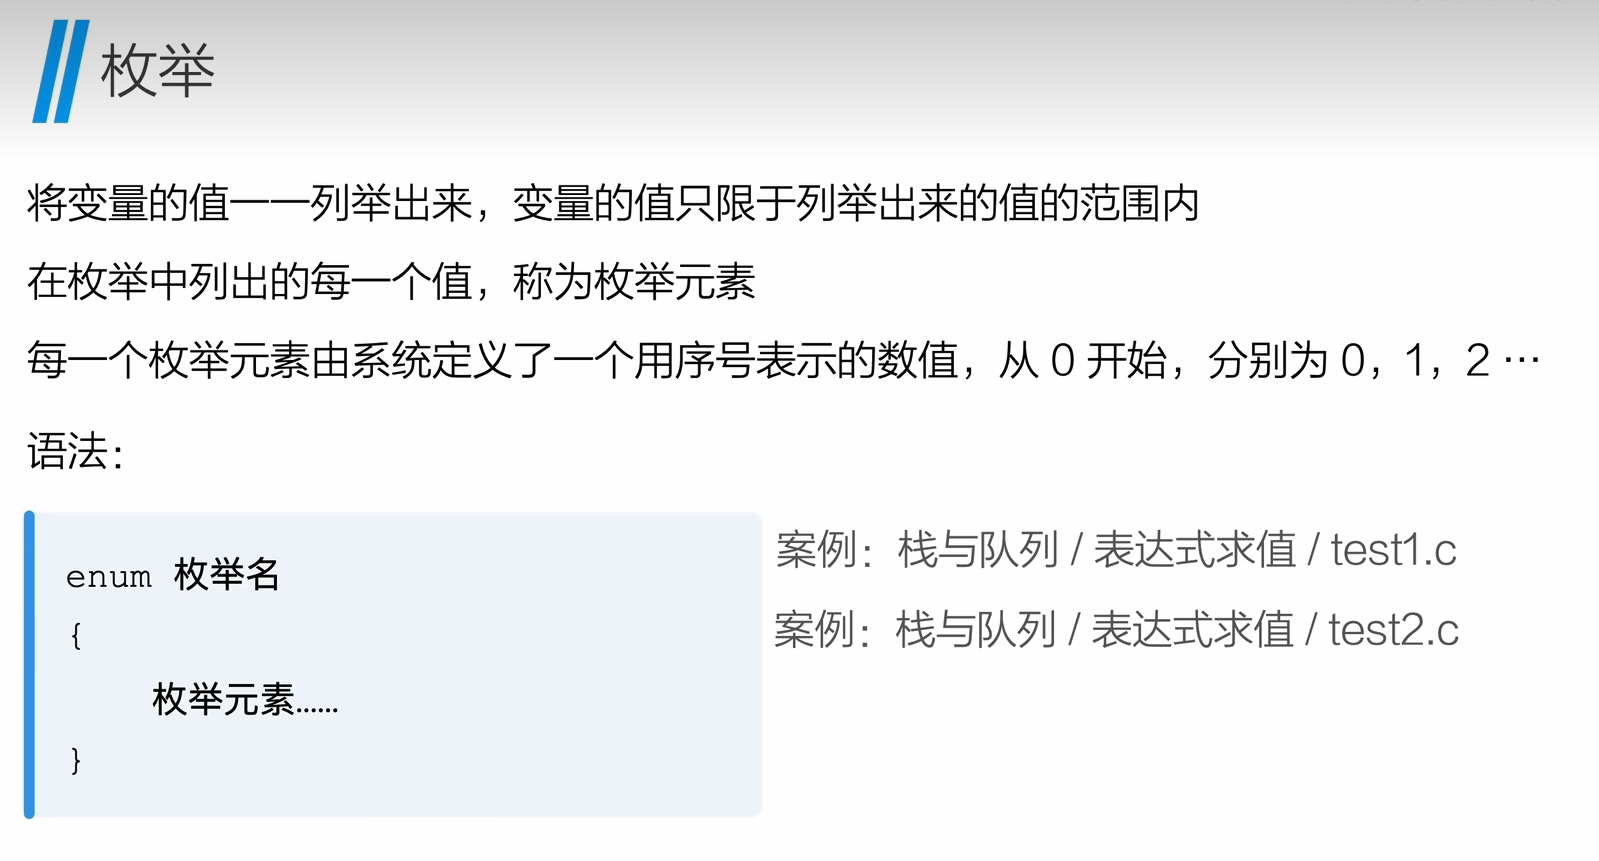 枚举
将变量的值一一列举出来，变量的值只限于列举出来的值的范围内
在枚举中列出的每一个值，称为枚举元素
每一个枚举元素由系统定义了一个用序号表示的数值，从 0 开始，分别为 0，1，2 …
语法：
enum 枚举名
{
枚举元素......
}
案例：栈与队列 / 表达式求值 / test1.c
案例：栈与队列 / 表达式求值 / test2.c